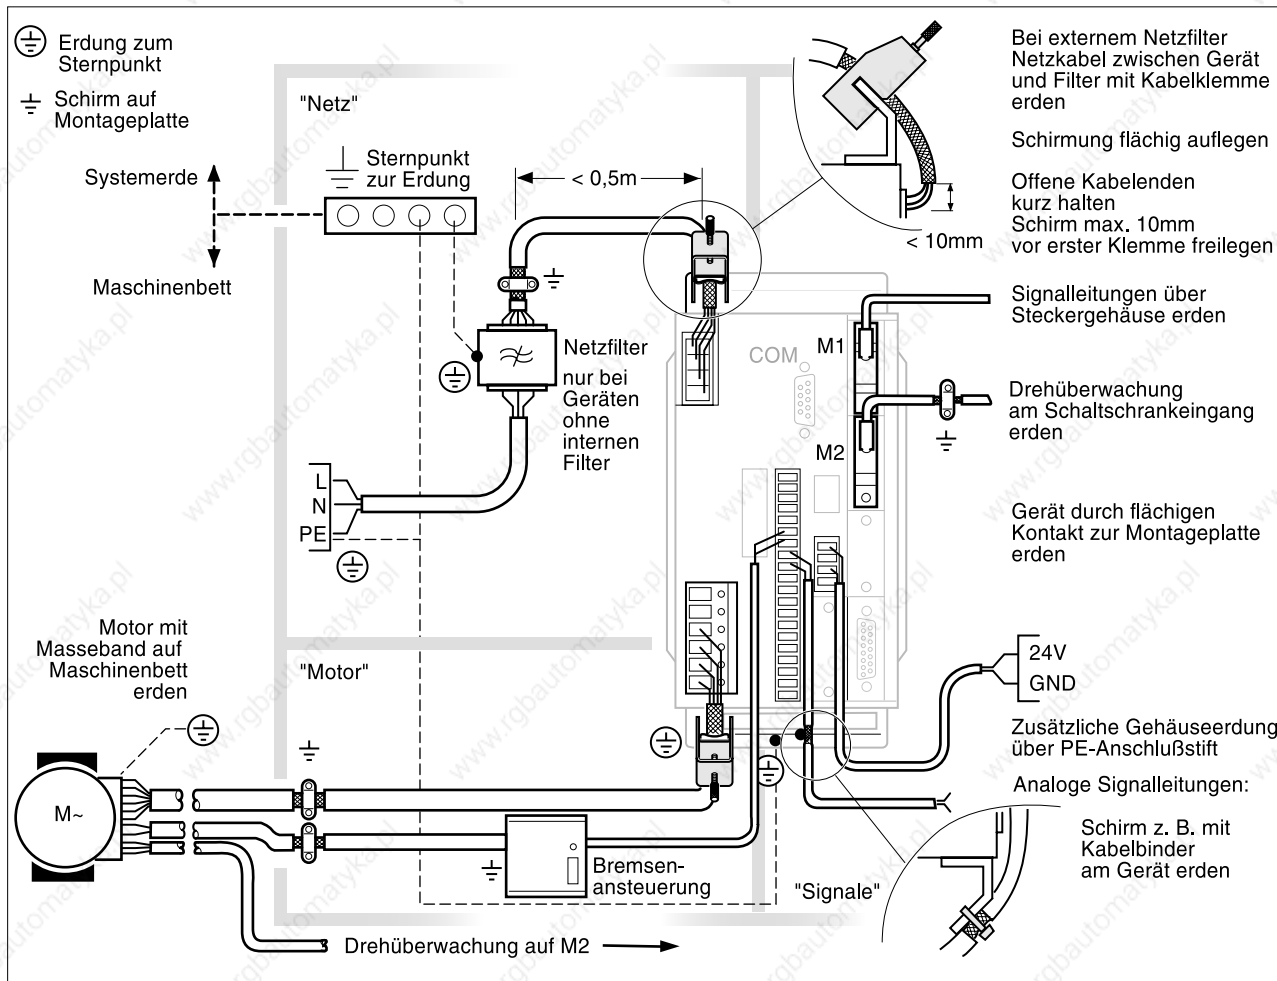 Erdung zum
Sternpunkt
Schirm auf
Montageplatte
Systemerde
Maschinenbett
"Netz"
Sternpunkt
zur Erdung
< 0,5m
Netzfilter
nur bei
Geräten
ohne
internen
Filter
L
N
PE
COM
M1
M2
< 10mm
Bei externem Netzfilter
Netzkabel zwischen Gerät
und Filter mit Kabelklemme
erden
Schirmung flächig auflegen
Offene Kabelenden
kurz halten
Schirm max. 10mm
vor erster Klemme freilegen
Signalleitungen über
Steckergehäuse erden
Drehüberwachung
am Schaltschrankeingang
erden
Gerät durch flächigen
Kontakt zur Montageplatte
erden
24V
GND
Zusätzliche Gehäuseerdung
über PE-Anschlußstift
Analoge Signalleitungen:
Schirm z. B. mit
Kabelbinder
am Gerät erden
Motor mit
Masseband auf
Maschinenbett
erden
"Motor"
M~
Bremsen-
ansteuerung
"Signale"
Drehüberwachung auf M2
www.rgbautomatyka.pl